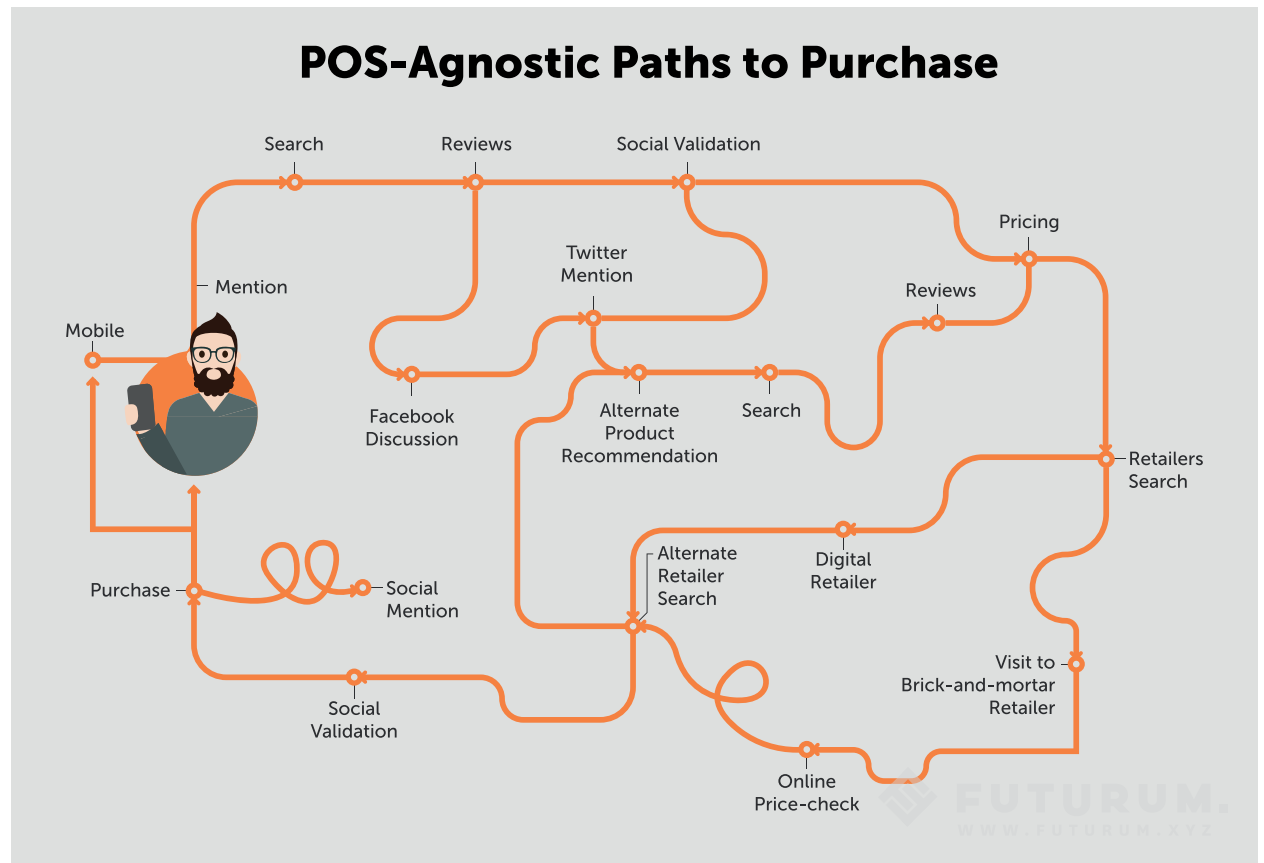 POS-Agnostic Paths to Purchase
Search
Reviews
Social Validation
Pricing
Twitter
Mention
Mention
Reviews
Mobile
Facebook
Discussion
Alternate
Product
Recommendation
Search
Retailers
Search
Alternate
Retailer
Search
Digital
Retailer
Purchase
Social
Mention
Visit to
Brick-and-mortar
Retailer
Social
Validation
Online
Price-check
FUTURUM.
WWW.FUTURUM.XYZ